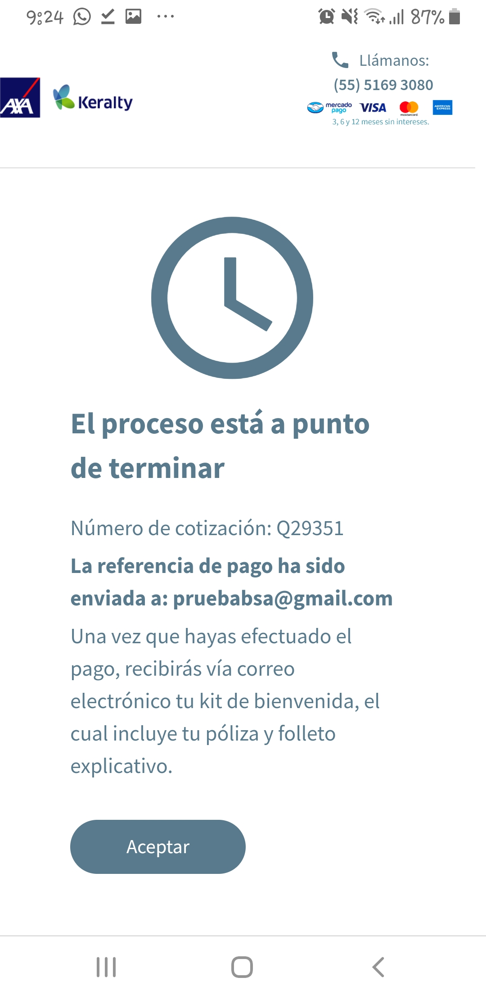 9:24
87%
Llámanos:
(55) 5169 3080
AXA
Keralty
mercado pago
VISA
mastercard.
AMERICAN EXPRESS
3, 6 y 12 meses sin intereses.
El proceso está a punto
de terminar
Número de cotización: Q29351
La referencia de pago ha sido
enviada a: pruebabsa@gmail.com
Una vez que hayas efectuado el
pago, recibirás vía correo
electrónico tu kit de bienvenida, el
cual incluye tu póliza y folleto
explicativo.
Aceptar